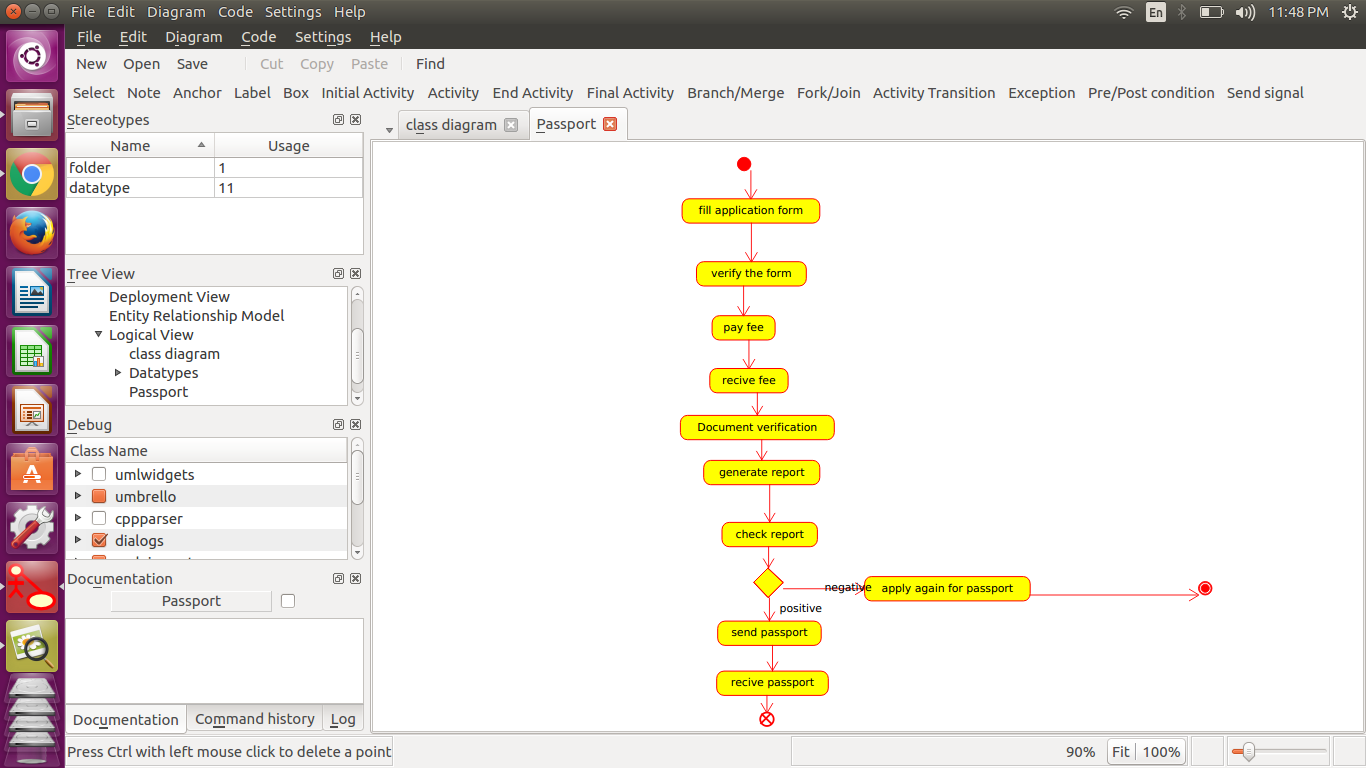 File Edit Diagram Code Settings Help
En
11:48 PM
File Edit Diagram Code Settings Help
New Open Save Cut Copy Paste Find
Select Note Anchor Label Box Initial Activity Activity End Activity Final Activity Branch/Merge Fork/Join Activity Transition Exception Pre/Post condition Send signal
Stereotypes
Name Usage
folder 1
datatype 11
Tree View
Deployment View
Entity Relationship Model
Logical View
class diagram
Datatypes
Passport
Debug
Class Name
umlwidgets
umbrello
cppparser
dialogs
Documentation
Passport
Documentation Command history Log
class diagram Passport
fill application form
verify the form
pay fee
recive fee
Document verification
generate report
check report
negative apply again for passport
positive
send passport
recive passport
Press Ctrl with left mouse click to delete a point
90% Fit 100%